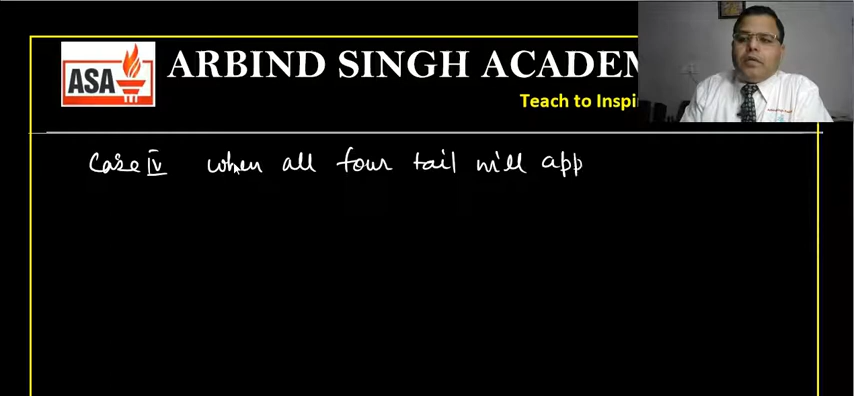 ASA
ARBIND SINGH ACADEM
Teach to Inspi
Case IV when all four tail will app